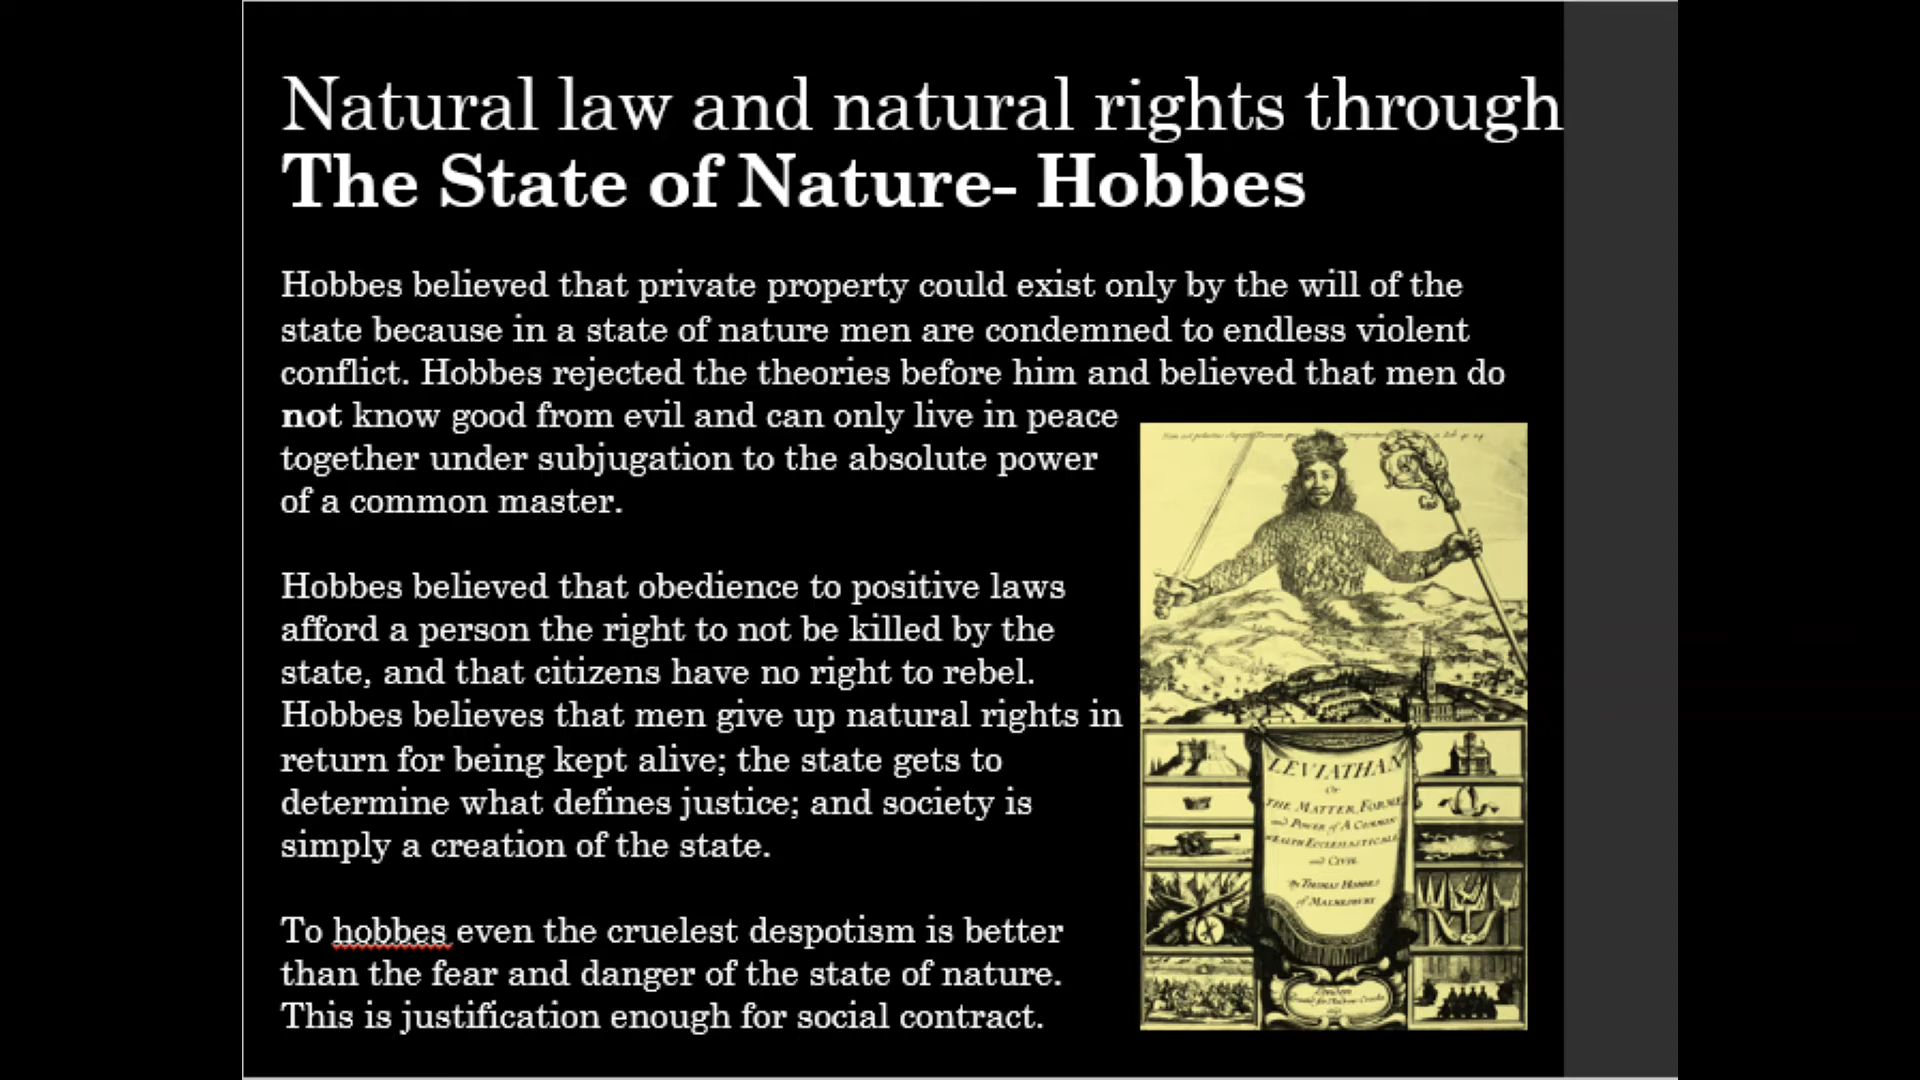 Natural law and natural rights through
The State of Nature- Hobbes
Hobbes believed that private property could exist only by the will of the
state because in a state of nature men are condemned to endless violent
conflict. Hobbes rejected the theories before him and believed that men do
not know good from evil and can only live in peace
together under subjugation to the absolute power
of a common master.
Hobbes believed that obedience to positive laws
afford a person the right to not be killed by the
state, and that citizens have no right to rebel.
Hobbes believes that men give up natural rights in
return for being kept alive; the state gets to
determine what defines justice; and society is
simply a creation of the state.
To hobbes even the cruelest despotism is better
than the fear and danger of the state of nature.
This is justification enough for social contract.
LEVIATHAN
Or
THE MATTER, FORME
and POWER of A COMMON
WEALTH ECCLESIASTICALL
and CIVIL
By THOMAS HOBBES
of MALMESBURY
London